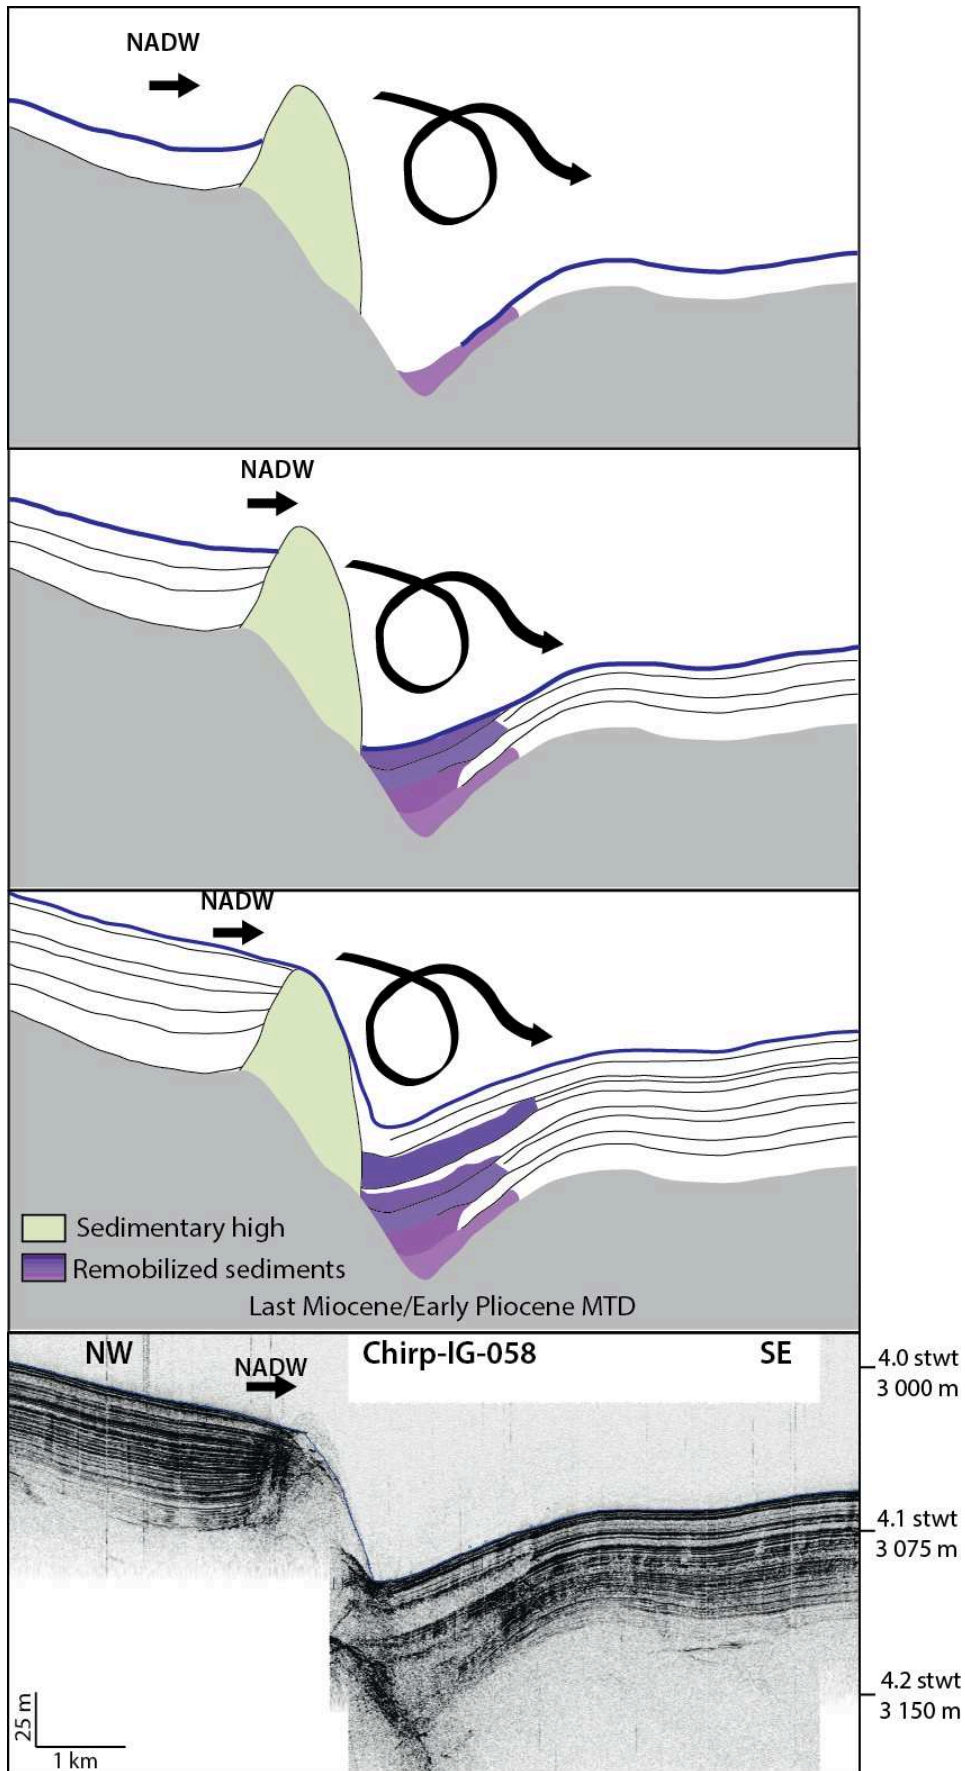 NADW
NADW
NADW
Sedimentary high
Remobilized sediments
Last Miocene/Early Pliocene MTD
NW
NADW
Chirp-IG-058
SE
4.0 stwt
3 000 m
4.1 stwt
3 075 m
4.2 stwt
3 150 m
25 m
1 km